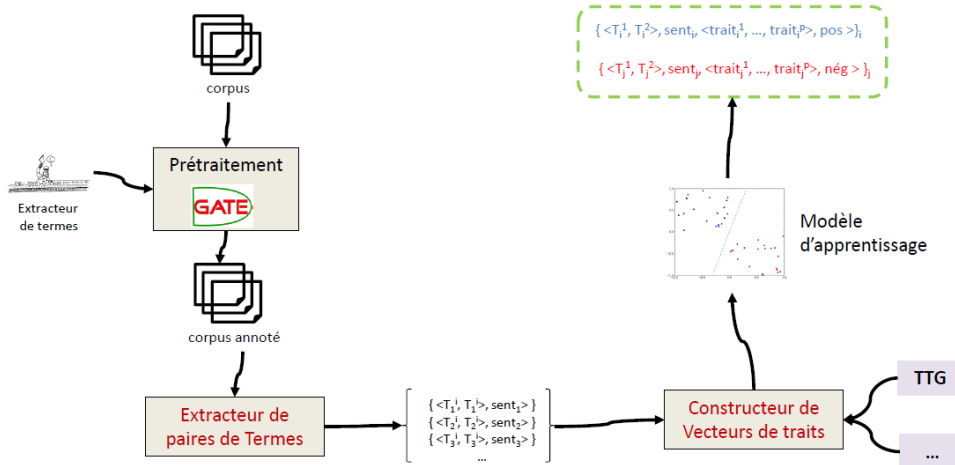 { <T_i^1, T_i^2>, sent_i, <trait_i^1, ..., trait_i^p>, pos >}_i
{ <T_j^1, T_j^2>, sent_j, <trait_j^1, ..., trait_j^p>, nég > }_j
corpus
Prétraitement
GATE
Extracteur
de termes
corpus annoté
Modèle
d'apprentissage
Extracteur de
paires de Termes
{ <T_1^i, T_1^i>, sent_1> }
{ <T_2^i, T_2^i>, sent_2> }
{ <T_3^i, T_3^i>, sent_3> }
...
Constructeur de
Vecteurs de traits
TTG
...